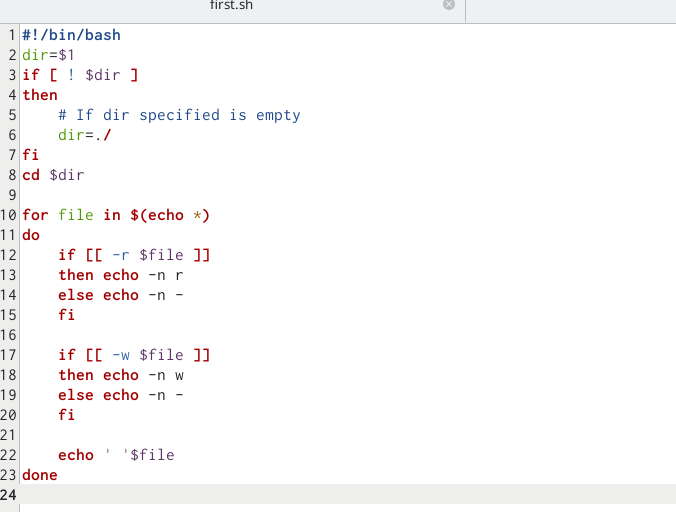 first.sh
1 #!/bin/bash
2 dir=$1
3 if [ ! $dir ]
4 then
5     # If dir specified is empty
6     dir=./
7 fi
8 cd $dir
9
10 for file in $(echo *)
11 do
12     if [[ -r $file ]]
13     then echo -n r
14     else echo -n -
15     fi
16
17     if [[ -w $file ]]
18     then echo -n w
19     else echo -n -
20     fi
21
22     echo ' '$file
23 done
24